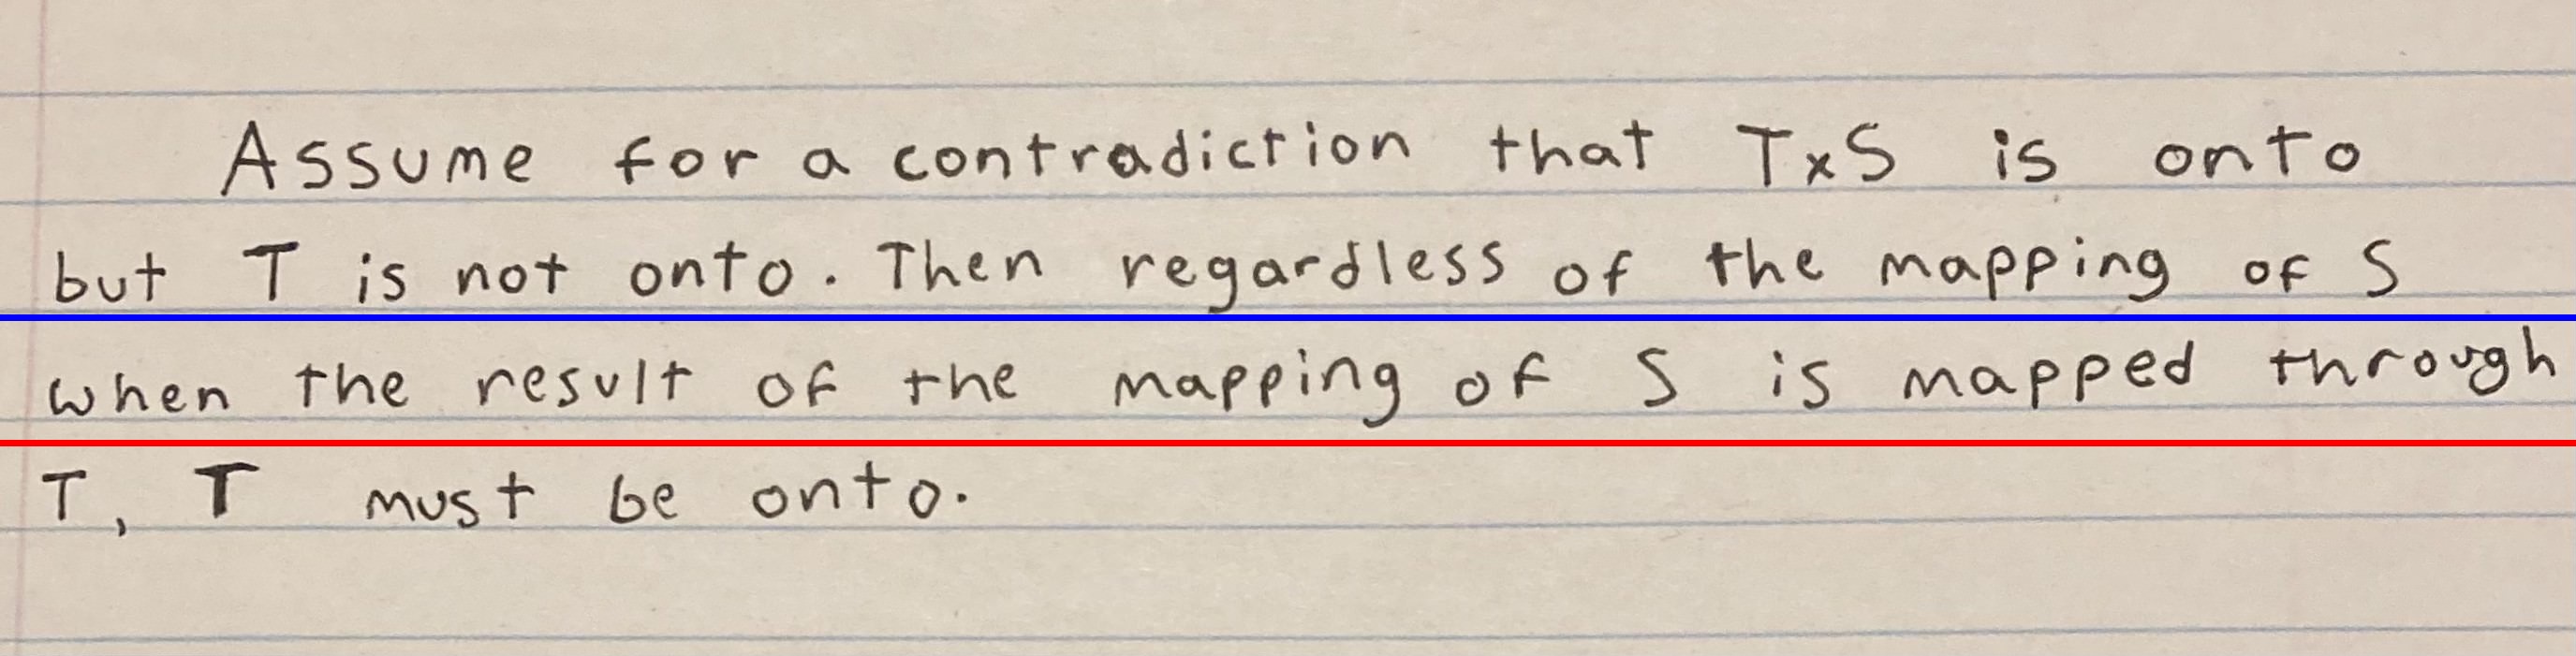 Assume for a contradiction that TxS is onto
but T is not onto. Then regardless of the mapping of S
when the result of the mapping of S is mapped through
T, T must be onto.